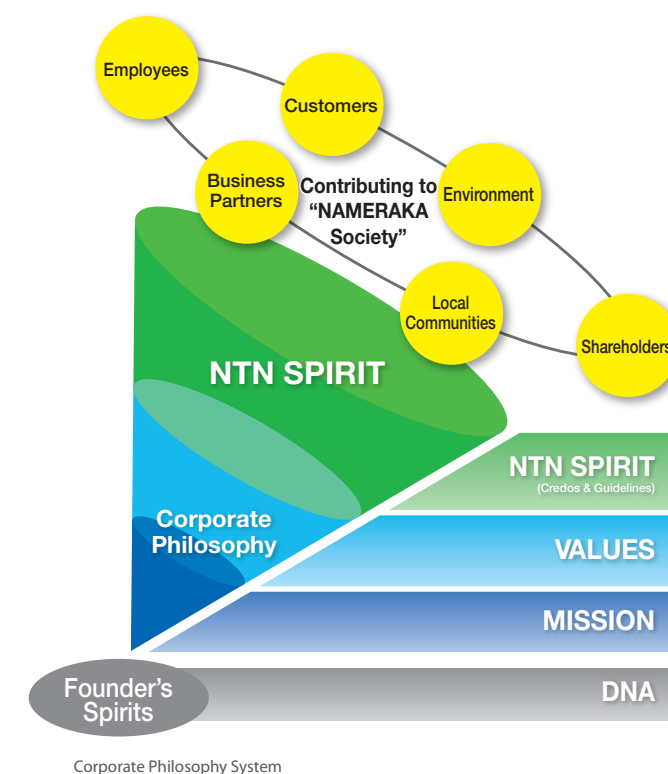 Employees
Customers
Business
Partners
Contributing to
“NAMERAKA
Society”
Environment
Local
Communities
Shareholders
NTN SPIRIT
NTN SPIRIT
(Credos & Guidelines)
Corporate
Philosophy
VALUES
MISSION
Founder’s
Spirits
DNA
Corporate Philosophy System